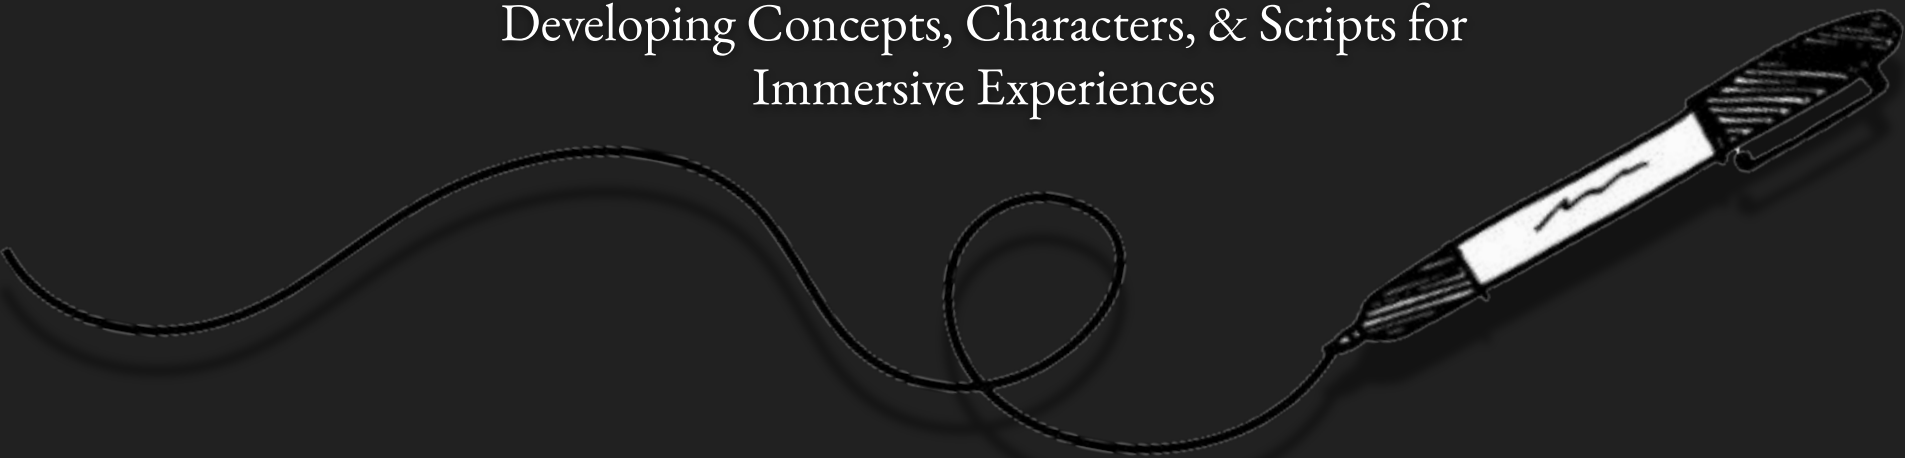 Developing Concepts, Characters, & Scripts for
Immersive Experiences